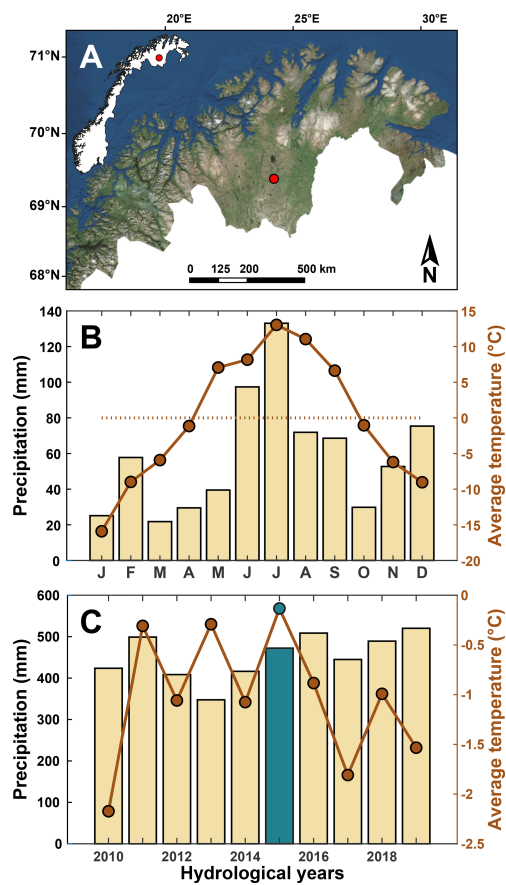 20°E 25°E 30°E
A
71°N
70°N
69°N
68°N
0 125 200 500 km
N
B
Precipitation (mm)
140
120
100
80
60
40
20
0
15
10
5
0
-5
-10
-15
-20
Average temperature (°C)
J F M A M J J A S O N D
C
Precipitation (mm)
600
500
400
300
200
100
0
0
-0.5
-1
-1.5
-2
-2.5
Average temperature (°C)
2010 2012 2014 2016 2018
Hydrological years